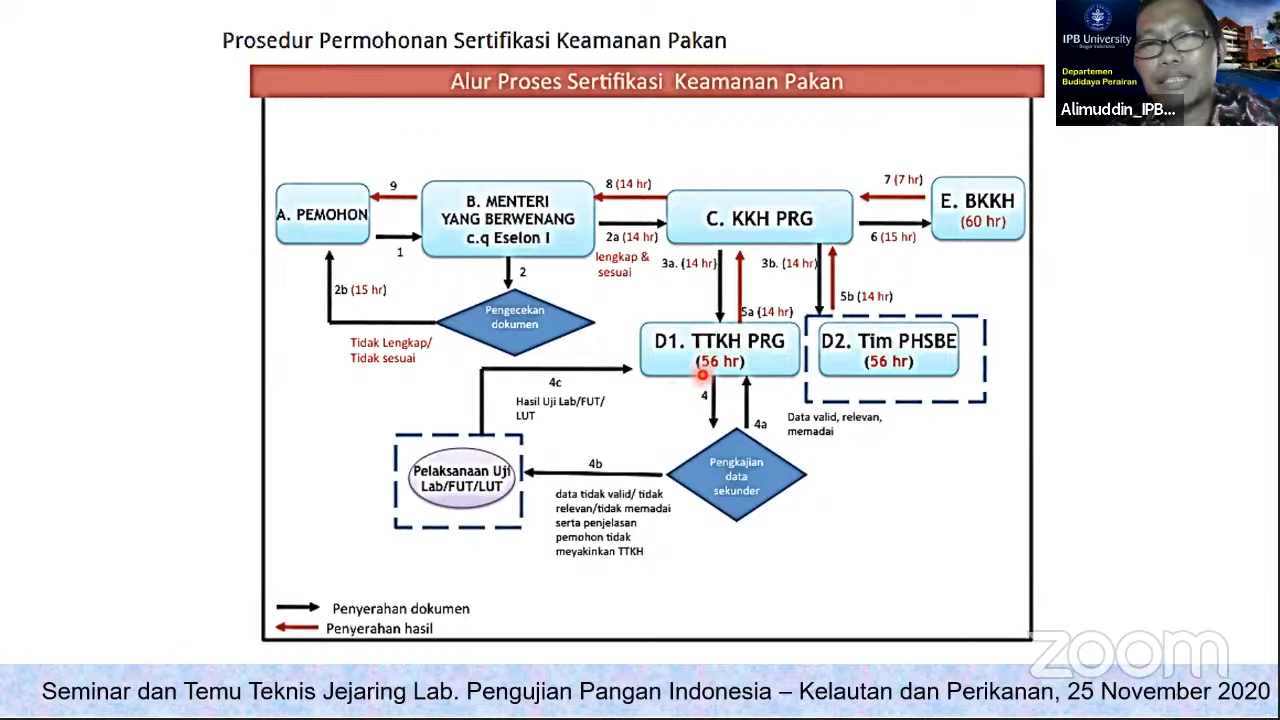 Prosedur Permohonan Sertifikasi Keamanan Pakan
IPB University
Bogor Indonesia
Departemen
Budidaya Perairan
Alimuddin_IPB...
Alur Proses Sertifikasi Keamanan Pakan
A. PEMOHON
9
1
B. MENTERI
YANG BERWENANG
c.q Eselon I
8 (14 hr)
2a (14 hr)
lengkap &
sesuai
C. KKH PRG
7 (7 hr)
6 (15 hr)
E. BKKH
(60 hr)
2
2b (15 hr)
Pengecekan
dokumen
Tidak Lengkap/
Tidak sesuai
3a. (14 hr)
3b. (14 hr)
5a (14 hr)
5b (14 hr)
D1. TTKH PRG
(56 hr)
D2. Tim PHSBE
(56 hr)
4c
Hasil Uji Lab/FUT/
LUT
4
4a
Data valid, relevan,
memadai
Pelaksanaan Uji
Lab/FUT/LUT
4b
Pengkajian
data
sekunder
data tidak valid/ tidak
relevan/tidak memadai
serta penjelasan
pemohon tidak
meyakinkan TTKH
Penyerahan dokumen
Penyerahan hasil
zoom
Seminar dan Temu Teknis Jejaring Lab. Pengujian Pangan Indonesia – Kelautan dan Perikanan, 25 November 2020